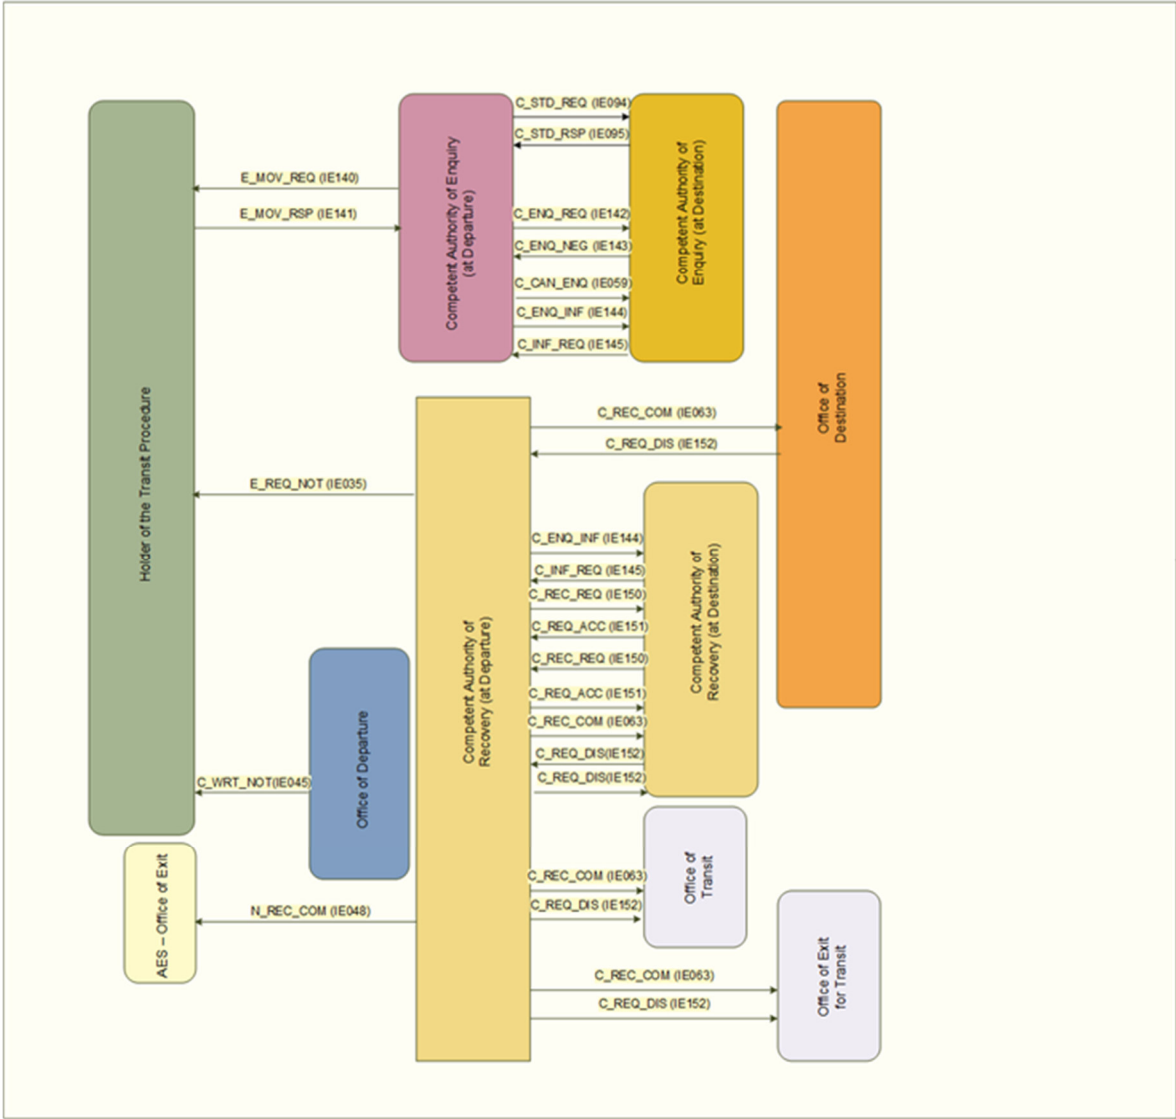 C_STD_REQ (IE094)
C_STD_RSP (IE095)
E_MOV_REQ (IE140)
E_MOV_RSP (IE141)
C_ENQ_REQ (IE142)
C_ENQ_NEG (IE143)
C_CAN_ENQ (IE059)
C_ENQ_INF (IE144)
C_INF_REQ (IE145)
Competent Authority of Enquiry
(at Departure)
Competent Authority of
Enquiry (at Destination)
Holder of the Transit Procedure
Office of
Destination
C_REC_COM (IE063)
C_REQ_DIS (IE152)
E_REQ_NOT (IE035)
C_ENQ_INF (IE144)
C_INF_REQ (IE145)
C_REC_REQ (IE150)
C_REQ_ACC (IE151)
C_REC_REQ (IE150)
C_REQ_ACC (IE151)
C_REC_COM (IE063)
C_REQ_DIS(IE152)
C_REQ_DIS(IE152)
Competent Authority of
Recovery (at Departure)
Competent Authority of
Recovery (at Destination)
Office of Departure
C_WRT_NOT(IE045)
AES – Office of Exit
N_REC_COM (IE048)
C_REC_COM (IE063)
C_REQ_DIS (IE152)
Office of
Transit
C_REC_COM (IE063)
C_REQ_DIS (IE152)
Office of Exit
for Transit